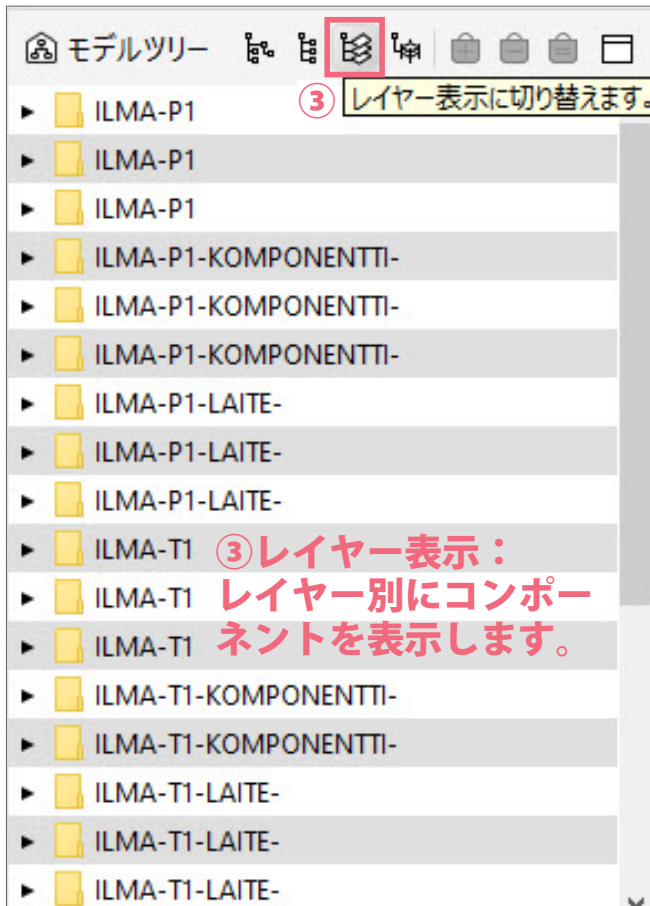 モデルツリー
③ レイヤー表示に切り替えます。
ILMA-P1
ILMA-P1
ILMA-P1
ILMA-P1-KOMPONENTTI-
ILMA-P1-KOMPONENTTI-
ILMA-P1-KOMPONENTTI-
ILMA-P1-LAITE-
ILMA-P1-LAITE-
ILMA-P1-LAITE-
ILMA-T1
ILMA-T1
ILMA-T1
③レイヤー表示：
レイヤー別にコンポー
ネントを表示します。
ILMA-T1-KOMPONENTTI-
ILMA-T1-KOMPONENTTI-
ILMA-T1-LAITE-
ILMA-T1-LAITE-
ILMA-T1-LAITE-